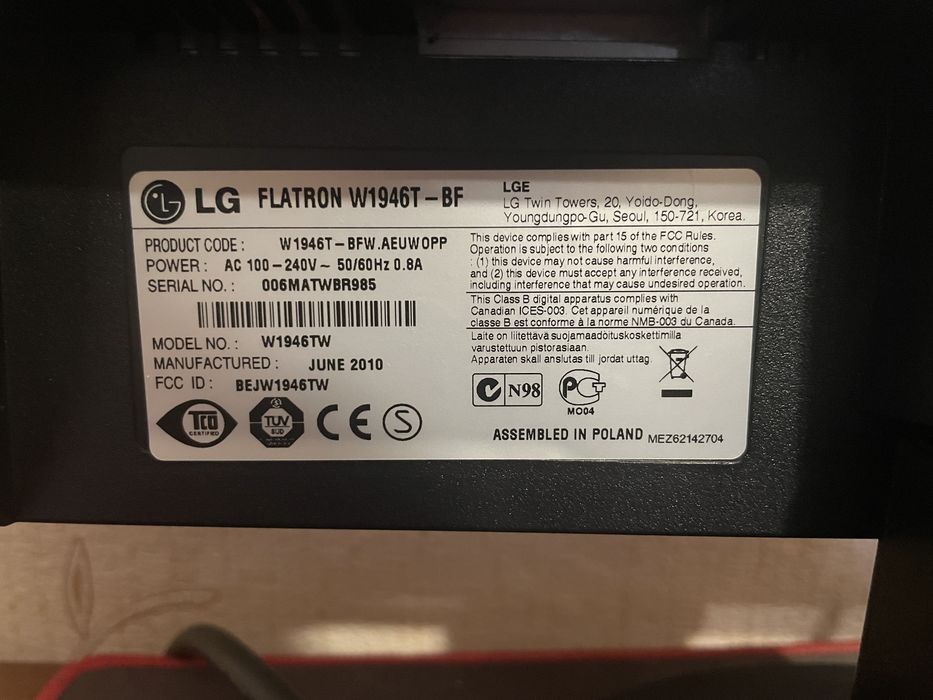 LG FLATRON W1946T-BF
LGE
LG Twin Towers, 20, Yoido-Dong,
Youngdungpo-Gu, Seoul, 150-721, Korea.
PRODUCT CODE : W1946T-BFW.AEUWOPP
POWER : AC 100-240V~ 50/60Hz 0.8A
SERIAL NO. : 006MATWBR985
MODEL NO. : W1946TW
MANUFACTURED : JUNE 2010
FCC ID : BEJW1946TW
TCO
CERTIFIED
TUV
SUD
CE
S
This device complies with part 15 of the FCC Rules.
Operation is subject to the following two conditions
: (1) this device may not cause harmful interference,
and (2) this device must accept any interference received,
including interference that may cause undesired operation.
This Class B digital apparatus complies with
Canadian ICES-003. Cet appareil numérique de la
classe B est conforme à la norme NMB-003 du Canada.
Laite on liitettävä suojamaadoituskoskettimilla
varustettuun pistorasiaan.
Apparaten skall anslutas till jordat uttag.
N98
PCT
MO04
ASSEMBLED IN POLAND MEZ62142704